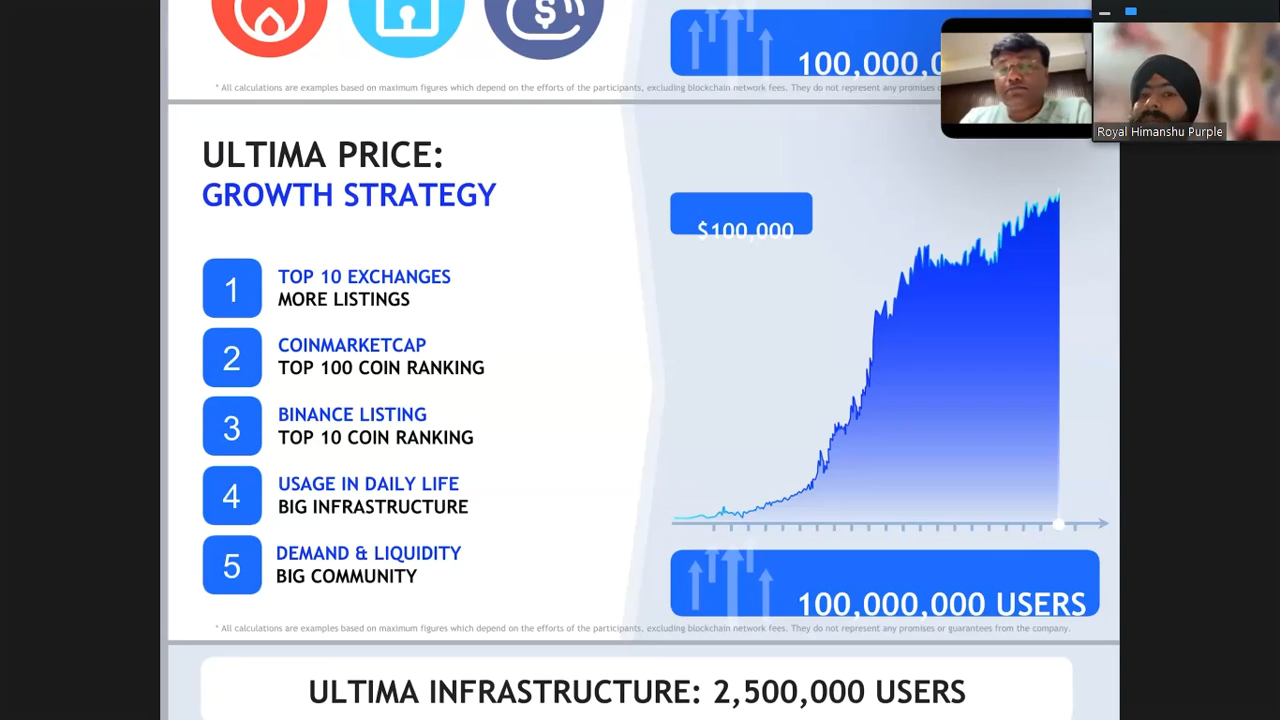 $
100,000,0
* All calculations are examples based on maximum figures which depend on the efforts of the participants, excluding blockchain network fees. They do not represent any promises o
Royal Himanshu Purple
ULTIMA PRICE:
GROWTH STRATEGY
$100,000
1
TOP 10 EXCHANGES
MORE LISTINGS
2
COINMARKETCAP
TOP 100 COIN RANKING
3
BINANCE LISTING
TOP 10 COIN RANKING
4
USAGE IN DAILY LIFE
BIG INFRASTRUCTURE
5
DEMAND & LIQUIDITY
BIG COMMUNITY
100,000,000 USERS
* All calculations are examples based on maximum figures which depend on the efforts of the participants, excluding blockchain network fees. They do not represent any promises or guarantees from the company.
ULTIMA INFRASTRUCTURE: 2,500,000 USERS